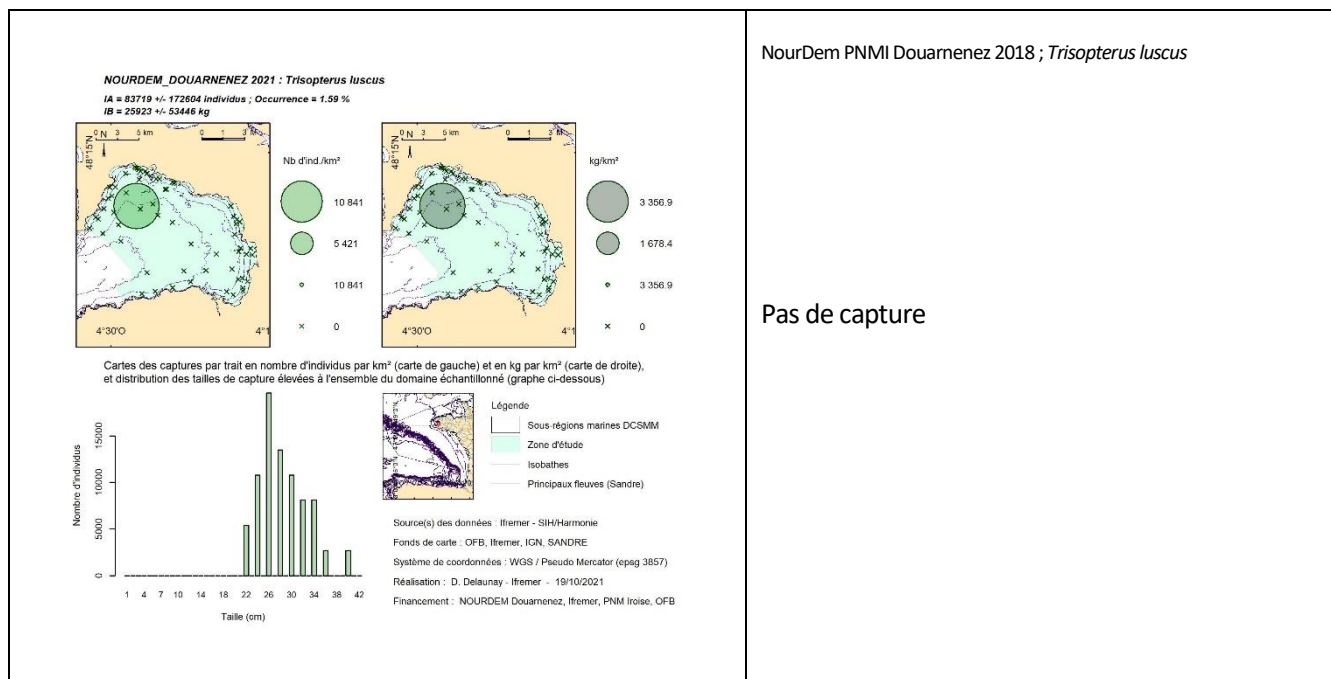 NOURDEM_DOUARNENEZ 2021 : Trisopterus luscus
IA = 83719 +/- 172604 individus ; Occurrence = 1.59 %
IB = 25923 +/- 53446 kg
0 3 5 km
0 1 3 M
N
48°15'N
4°30'O
4°1
Nb d'ind./km²
10 841
5 421
10 841
0
0 3 5 km
0 1 3 M
N
48°15'N
4°30'O
4°1
kg/km²
3 356.9
1 678.4
3 356.9
0
Cartes des captures par trait en nombre d'individus par km² (carte de gauche) et en kg par km² (carte de droite),
et distribution des tailles de capture élevées à l'ensemble du domaine échantillonné (graphe ci-dessous)
Nombre d'individus
15000
10000
5000
0
1 4 7 10 14 18 22 26 30 34 38 42
Taille (cm)
Légende
Sous-régions marines DCSMM
Zone d'étude
Isobathes
Principaux fleuves (Sandre)
Source(s) des données : Ifremer - SIH/Harmonie
Fonds de carte : OFB, Ifremer, IGN, SANDRE
Système de coordonnées : WGS / Pseudo Mercator (epsg 3857)
Réalisation : D. Delaunay - Ifremer - 19/10/2021
Financement : NOURDEM Douarnenez, Ifremer, PNM Iroise, OFB
NourDem PNMI Douarnenez 2018 ; Trisopterus luscus
Pas de capture